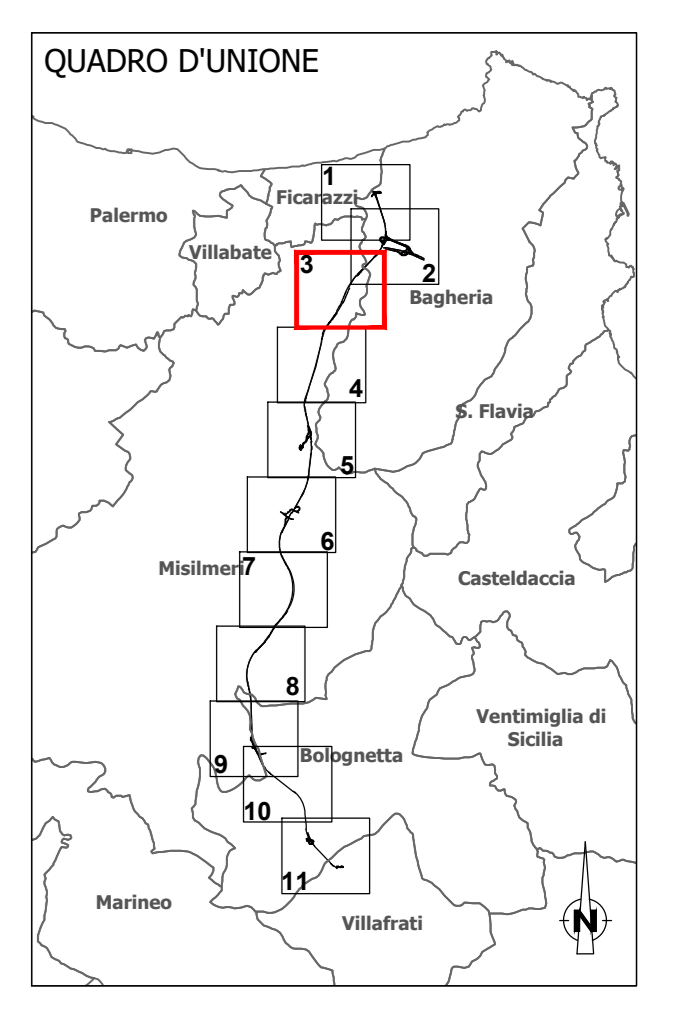 QUADRO D'UNIONE
1
Ficarazzi
Palermo
Villabate
3
2
Bagheria
4
S. Flavia
5
6
Misilmeri
7
Casteldaccia
8
Ventimiglia di
Sicilia
Bolognetta
9
10
11
Marineo
Villafrati
N